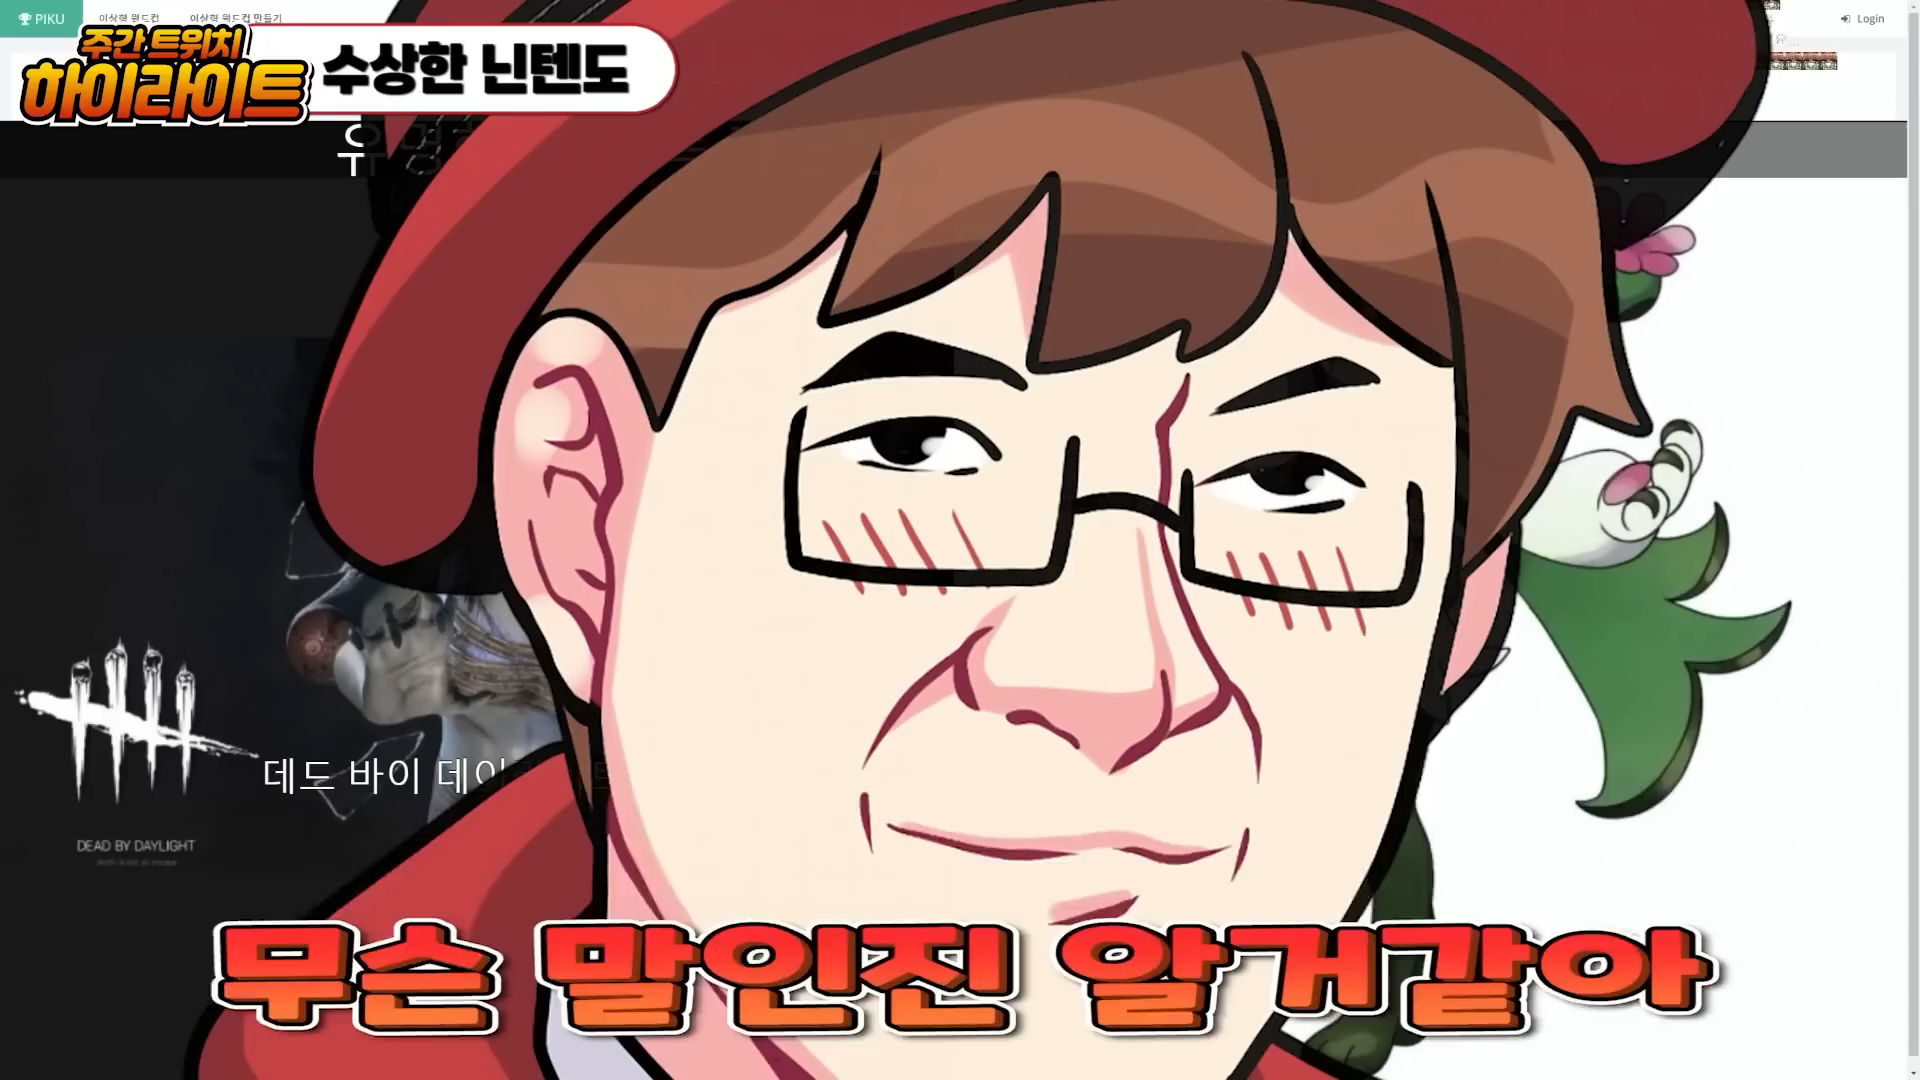 PIKU 이상형 월드컵 이상형 월드컵 만들기 Login
주간 트위치
하이라이트
수상한 닌텐도
유
데드 바이 데이
DEAD BY DAYLIGHT
무슨 말인진 알거같아